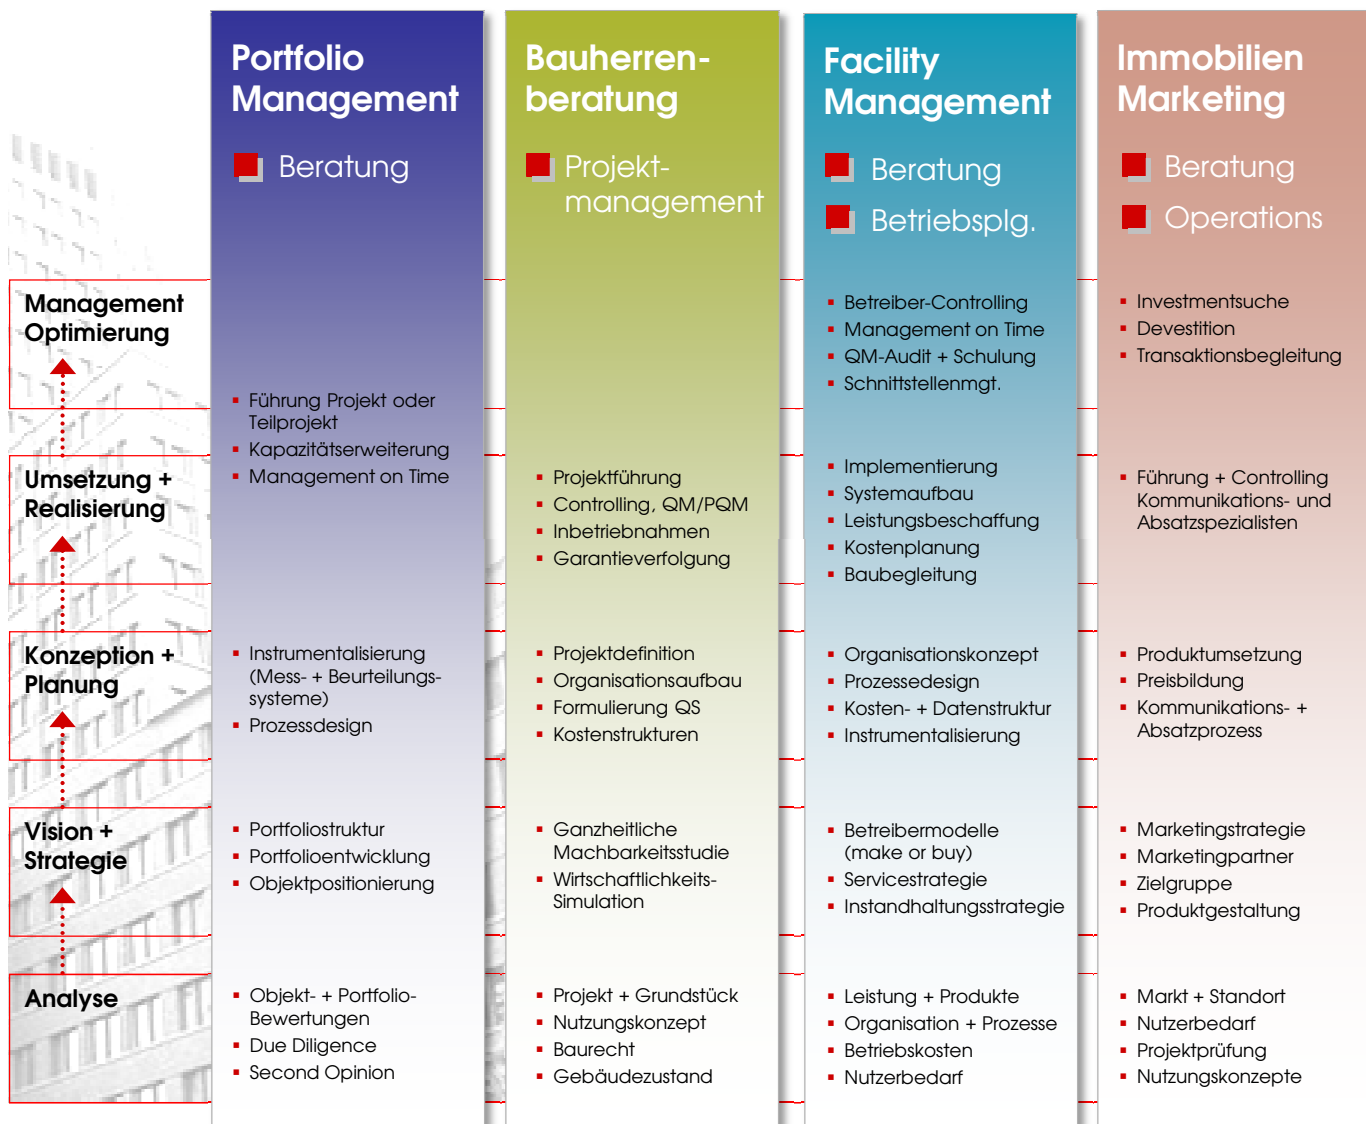 Portfolio
Management
Beratung
Bauherren-
beratung
Projekt-
management
Facility
Management
Beratung
Betriebsplg.
Immobilien
Marketing
Beratung
Operations
Management
Optimierung
Führung Projekt oder
Teilprojekt
Kapazitätserweiterung
Management on Time
Betreiber-Controlling
Management on Time
QM-Audit + Schulung
Schnittstellenmgt.
Investmentsuche
Devestition
Transaktionsbegleitung
Umsetzung +
Realisierung
Projektführung
Controlling, QM/PQM
Inbetriebnahmen
Garantieverfolgung
Implementierung
Systemaufbau
Leistungsbeschaffung
Kostenplanung
Baubegleitung
Führung + Controlling
Kommunikations- und
Absatzspezialisten
Konzeption +
Planung
Instrumentalisierung
(Mess- + Beurteilungs-
systeme)
Prozessdesign
Projektdefinition
Organisationsaufbau
Formulierung QS
Kostenstrukturen
Organisationskonzept
Prozessedesign
Kosten- + Datenstruktur
Instrumentalisierung
Produktumsetzung
Preisbildung
Kommunikations- +
Absatzprozess
Vision +
Strategie
Portfoliostruktur
Portfolioentwicklung
Objektpositionierung
Ganzheitliche
Machbarkeitsstudie
Wirtschaftlichkeits-
Simulation
Betreibermodelle
(make or buy)
Servicestrategie
Instandhaltungsstrategie
Marketingstrategie
Marketingpartner
Zielgruppe
Produktgestaltung
Analyse
Objekt- + Portfolio-
Bewertungen
Due Diligence
Second Opinion
Projekt + Grundstück
Nutzungskonzept
Baurecht
Gebäudezustand
Leistung + Produkte
Organisation + Prozesse
Betriebskosten
Nutzerbedarf
Markt + Standort
Nutzerbedarf
Projektprüfung
Nutzungskonzepte